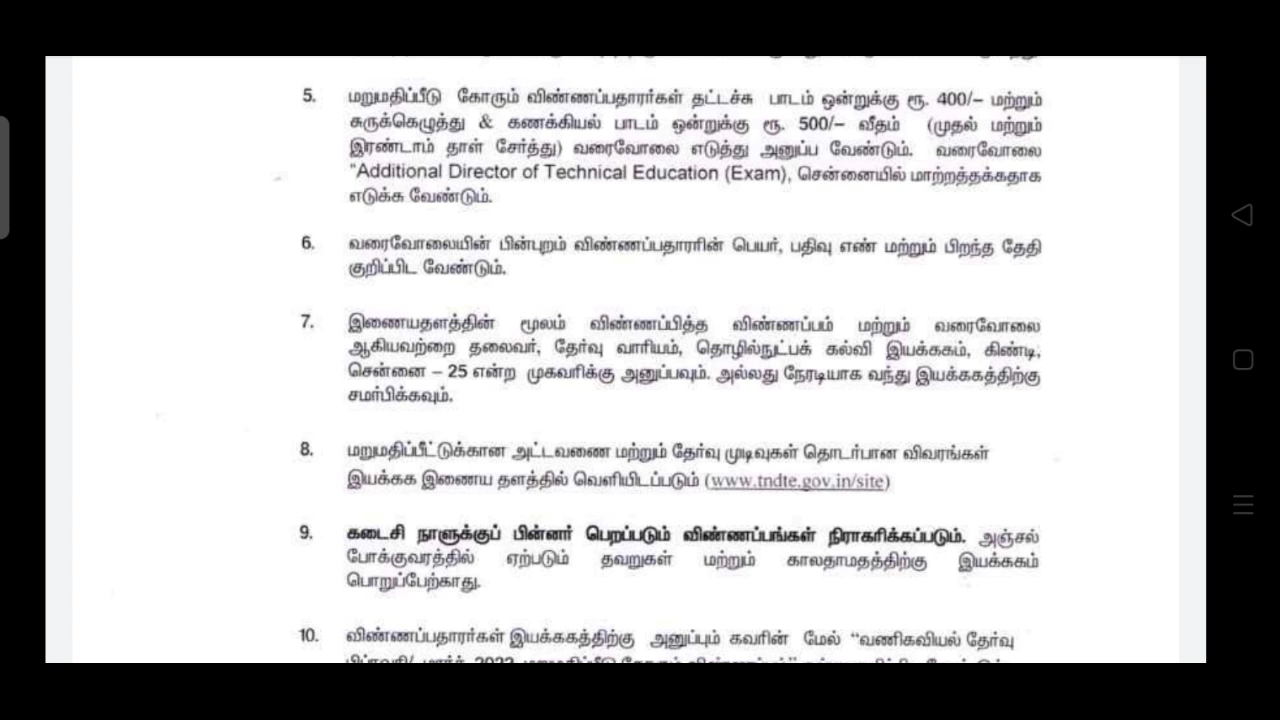 5. மறுமதிப்பீடு கோரும் விண்ணப்பதாரர்கள் தட்டச்சு பாடம் ஒன்றுக்கு ரூ. 400/– மற்றும்
சுருக்கெழுத்து & கணக்கியல் பாடம் ஒன்றுக்கு ரூ. 500/– வீதம் (முதல் மற்றும்
இரண்டாம் தாள் சேர்த்து) வரைவோலை எடுத்து அனுப்ப வேண்டும். வரைவோலை
“Additional Director of Technical Education (Exam), சென்னையில் மாற்றத்தக்கதாக
எடுக்க வேண்டும்.
6. வரைவோலையின் பின்புறம் விண்ணப்பதாரரின் பெயர், பதிவு எண் மற்றும் பிறந்த தேதி
குறிப்பிட வேண்டும்.
7. இணையதளத்தின் மூலம் விண்ணப்பித்த விண்ணப்பம் மற்றும் வரைவோலை
ஆகியவற்றை தலைவர், தேர்வு வாரியம், தொழில்நுட்பக் கல்வி இயக்ககம், கிண்டி,
சென்னை – 25 என்ற முகவரிக்கு அனுப்பவும். அல்லது நேரடியாக வந்து இயக்ககத்திற்கு
சமர்பிக்கவும்.
8. மறுமதிப்பீட்டுக்கான அட்டவணை மற்றும் தேர்வு முடிவுகள் தொடர்பான விவரங்கள்
இயக்கக இணைய தளத்தில் வெளியிடப்படும் (www.tndte.gov.in/site)
9. கடைசி நாளுக்குப் பின்னர் பெறப்படும் விண்ணப்பங்கள் நிராகரிக்கப்படும். அஞ்சல்
போக்குவரத்தில் ஏற்படும் தவறுகள் மற்றும் காலதாமதத்திற்கு இயக்ககம்
பொறுப்பேற்காது.
10. விண்ணப்பதாரர்கள் இயக்ககத்திற்கு அனுப்பும் கவரின் மேல் “வணிகவியல் தேர்வு